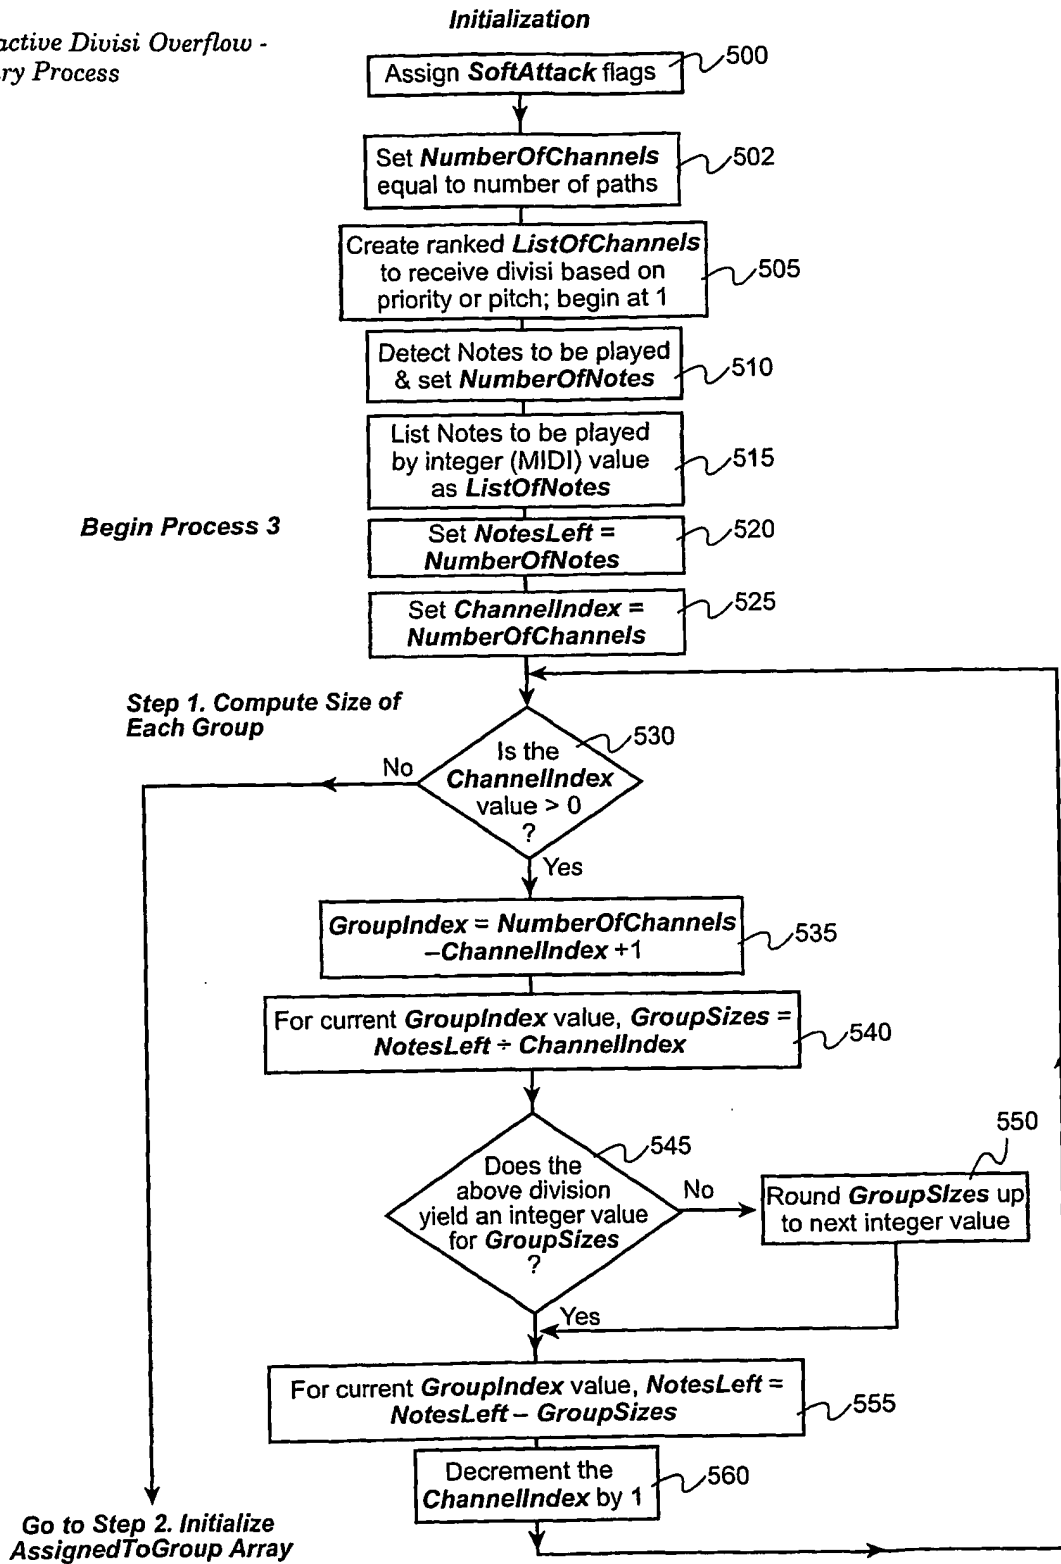 Initialization
active Divisi Overflow -
ry Process
Assign SoftAttack flags
500
Set NumberOfChannels
equal to number of paths
502
Create ranked ListOfChannels
to receive divisi based on
priority or pitch; begin at 1
505
Detect Notes to be played
& set NumberOfNotes
510
List Notes to be played
by integer (MIDI) value
as ListOfNotes
515
Begin Process 3
Set NotesLeft =
NumberOfNotes
520
Set ChannelIndex =
NumberOfChannels
525
Step 1. Compute Size of
Each Group
530
No
Is the
ChannelIndex
value > 0
?
Yes
GroupIndex = NumberOfChannels
–ChannelIndex +1
535
For current GroupIndex value, GroupSizes =
NotesLeft ÷ ChannelIndex
540
545
Does the
above division
yield an integer value
for GroupSizes
?
No
550
Round GroupSIzes up
to next integer value
Yes
For current GroupIndex value, NotesLeft =
NotesLeft – GroupSizes
555
Decrement the
ChannelIndex by 1
560
Go to Step 2. Initialize
AssignedToGroup Array